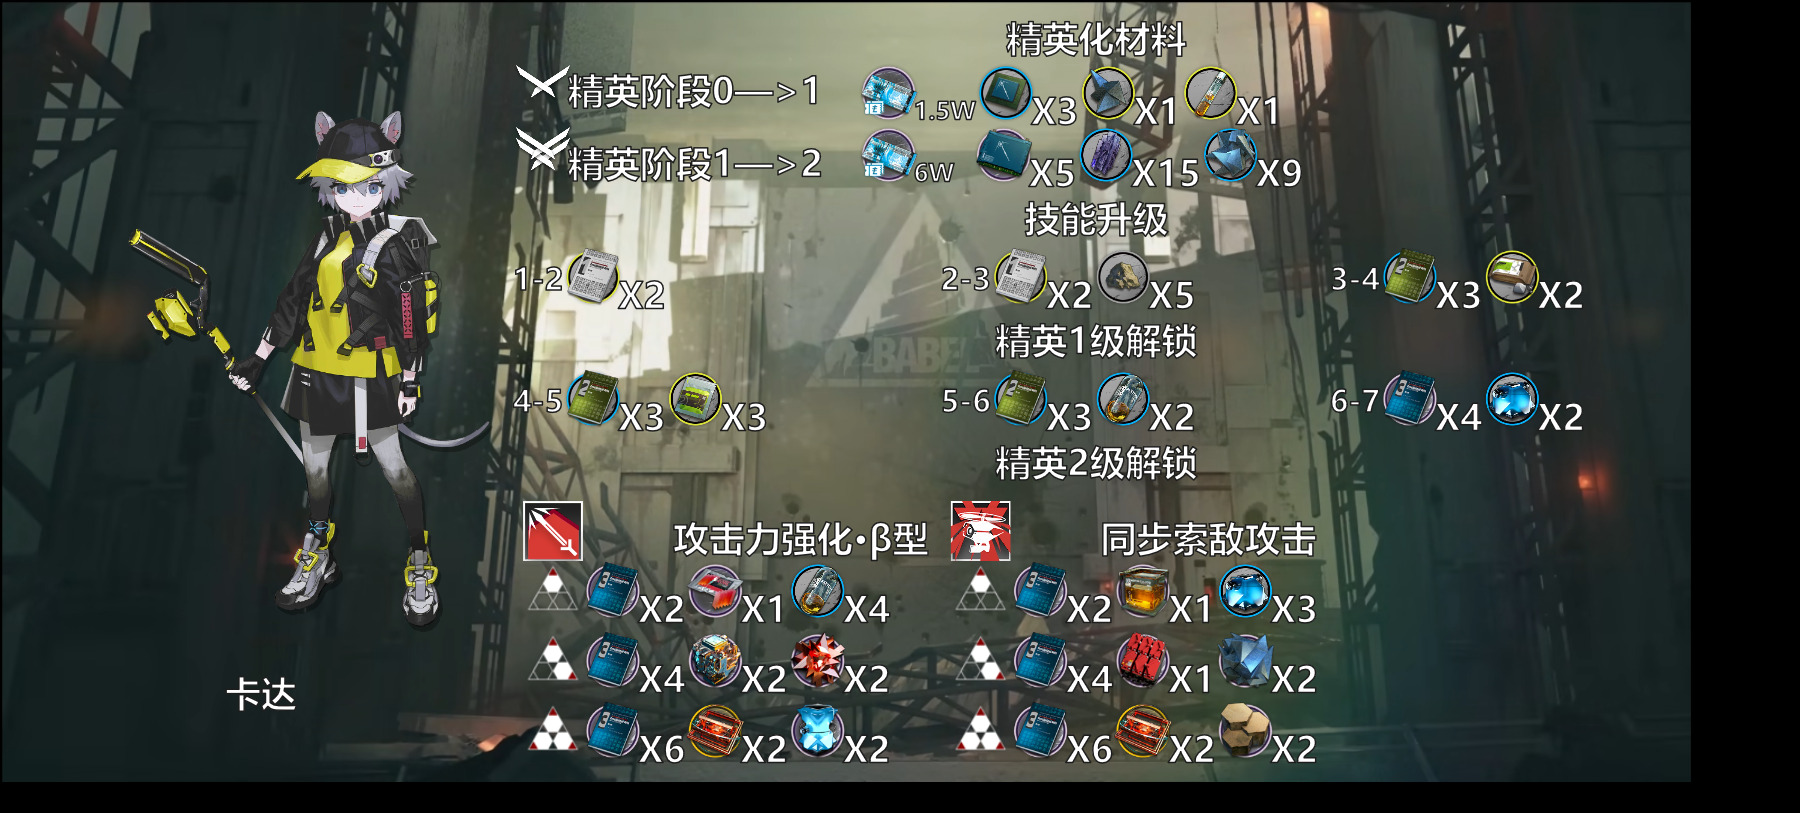 精英化材料
精英阶段0—>1 1.5W X3 X1 X1
精英阶段1—>2 6W X5 X15 X9
技能升级
1-2 X2 2-3 X2 X5 3-4 X3 X2
精英1级解锁
BABEL
4-5 X3 X3 5-6 X3 X2 6-7 X4 X2
精英2级解锁
攻击力强化·β型 同步索敌攻击
X2 X1 X4 X2 X1 X3
X4 X2 X2 X4 X1 X2
卡达
X6 X2 X2 X6 X2 X2